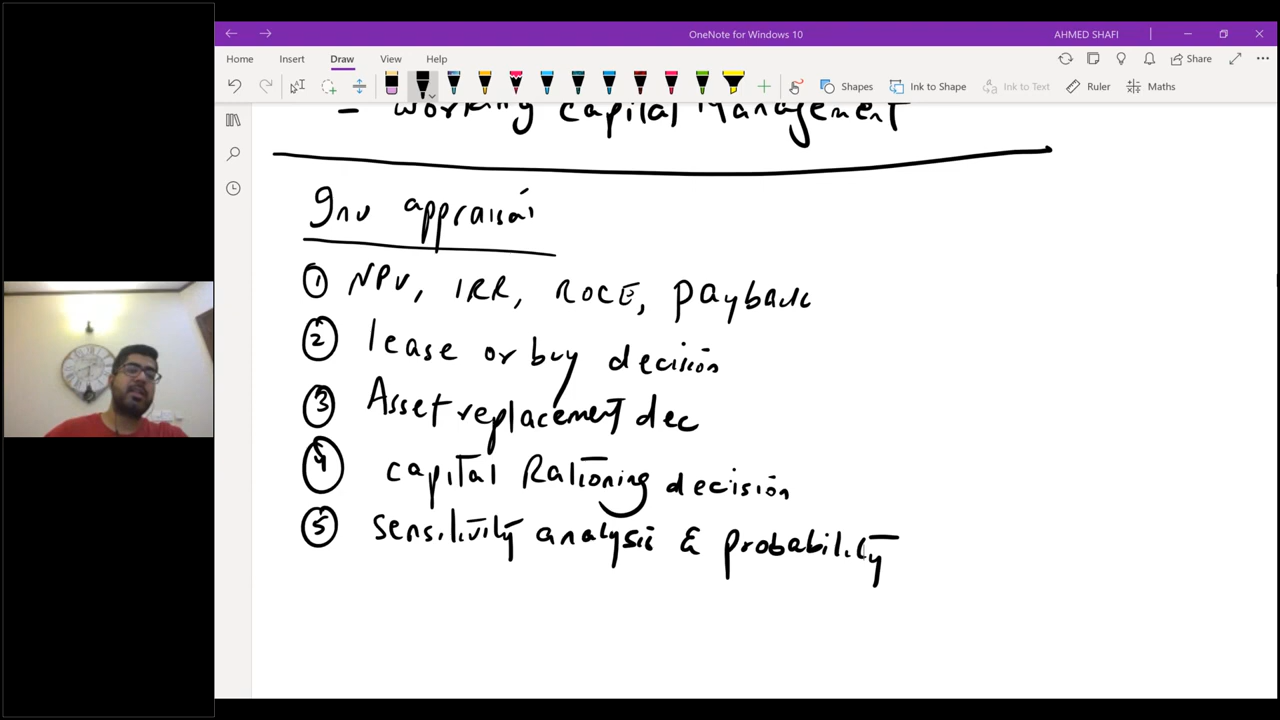 OneNote for Windows 10
AHMED SHAFI
Home Insert Draw View Help
Share
Shapes Ink to Shape Ink to Text Ruler Maths
- Working Capital Management
Inv appraisal
1 NPV, IRR, ROCE, Payback
2 lease or buy decision
3 Asset replacement dec
4 capital Rationing decision
5 sensitivity analysis & probability